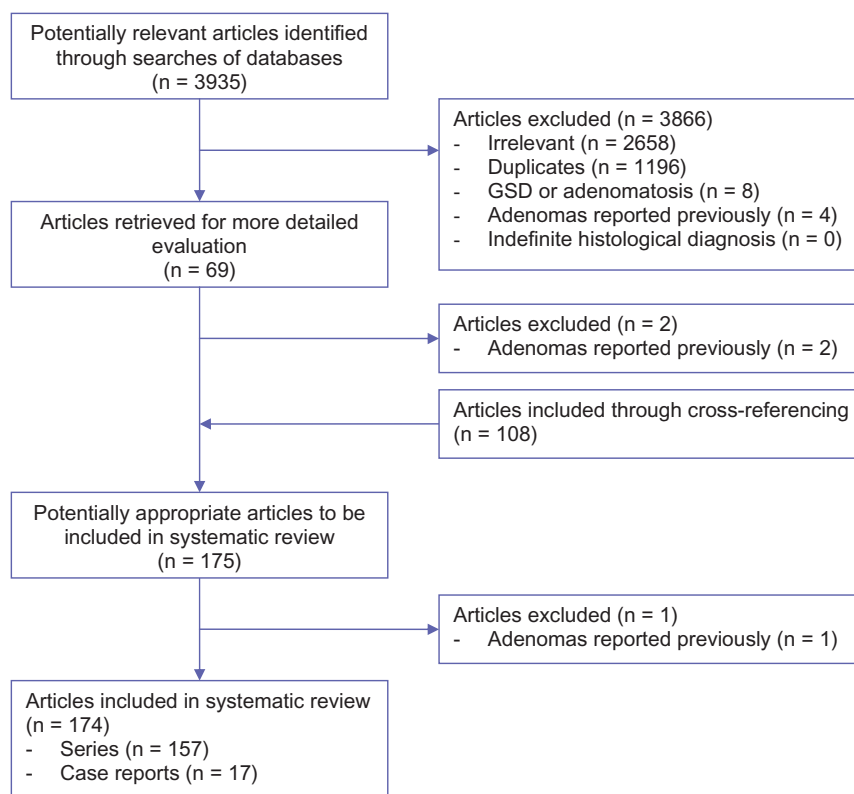 Potentially relevant articles identified
through searches of databases
(n = 3935)
Articles excluded (n = 3866)
- Irrelevant (n = 2658)
- Duplicates (n = 1196)
- GSD or adenomatosis (n = 8)
- Adenomas reported previously (n = 4)
- Indefinite histological diagnosis (n = 0)
Articles retrieved for more detailed
evaluation
(n = 69)
Articles excluded (n = 2)
- Adenomas reported previously (n = 2)
Articles included through cross-referencing
(n = 108)
Potentially appropriate articles to be
included in systematic review
(n = 175)
Articles excluded (n = 1)
- Adenomas reported previously (n = 1)
Articles included in systematic review
(n = 174)
- Series (n = 157)
- Case reports (n = 17)